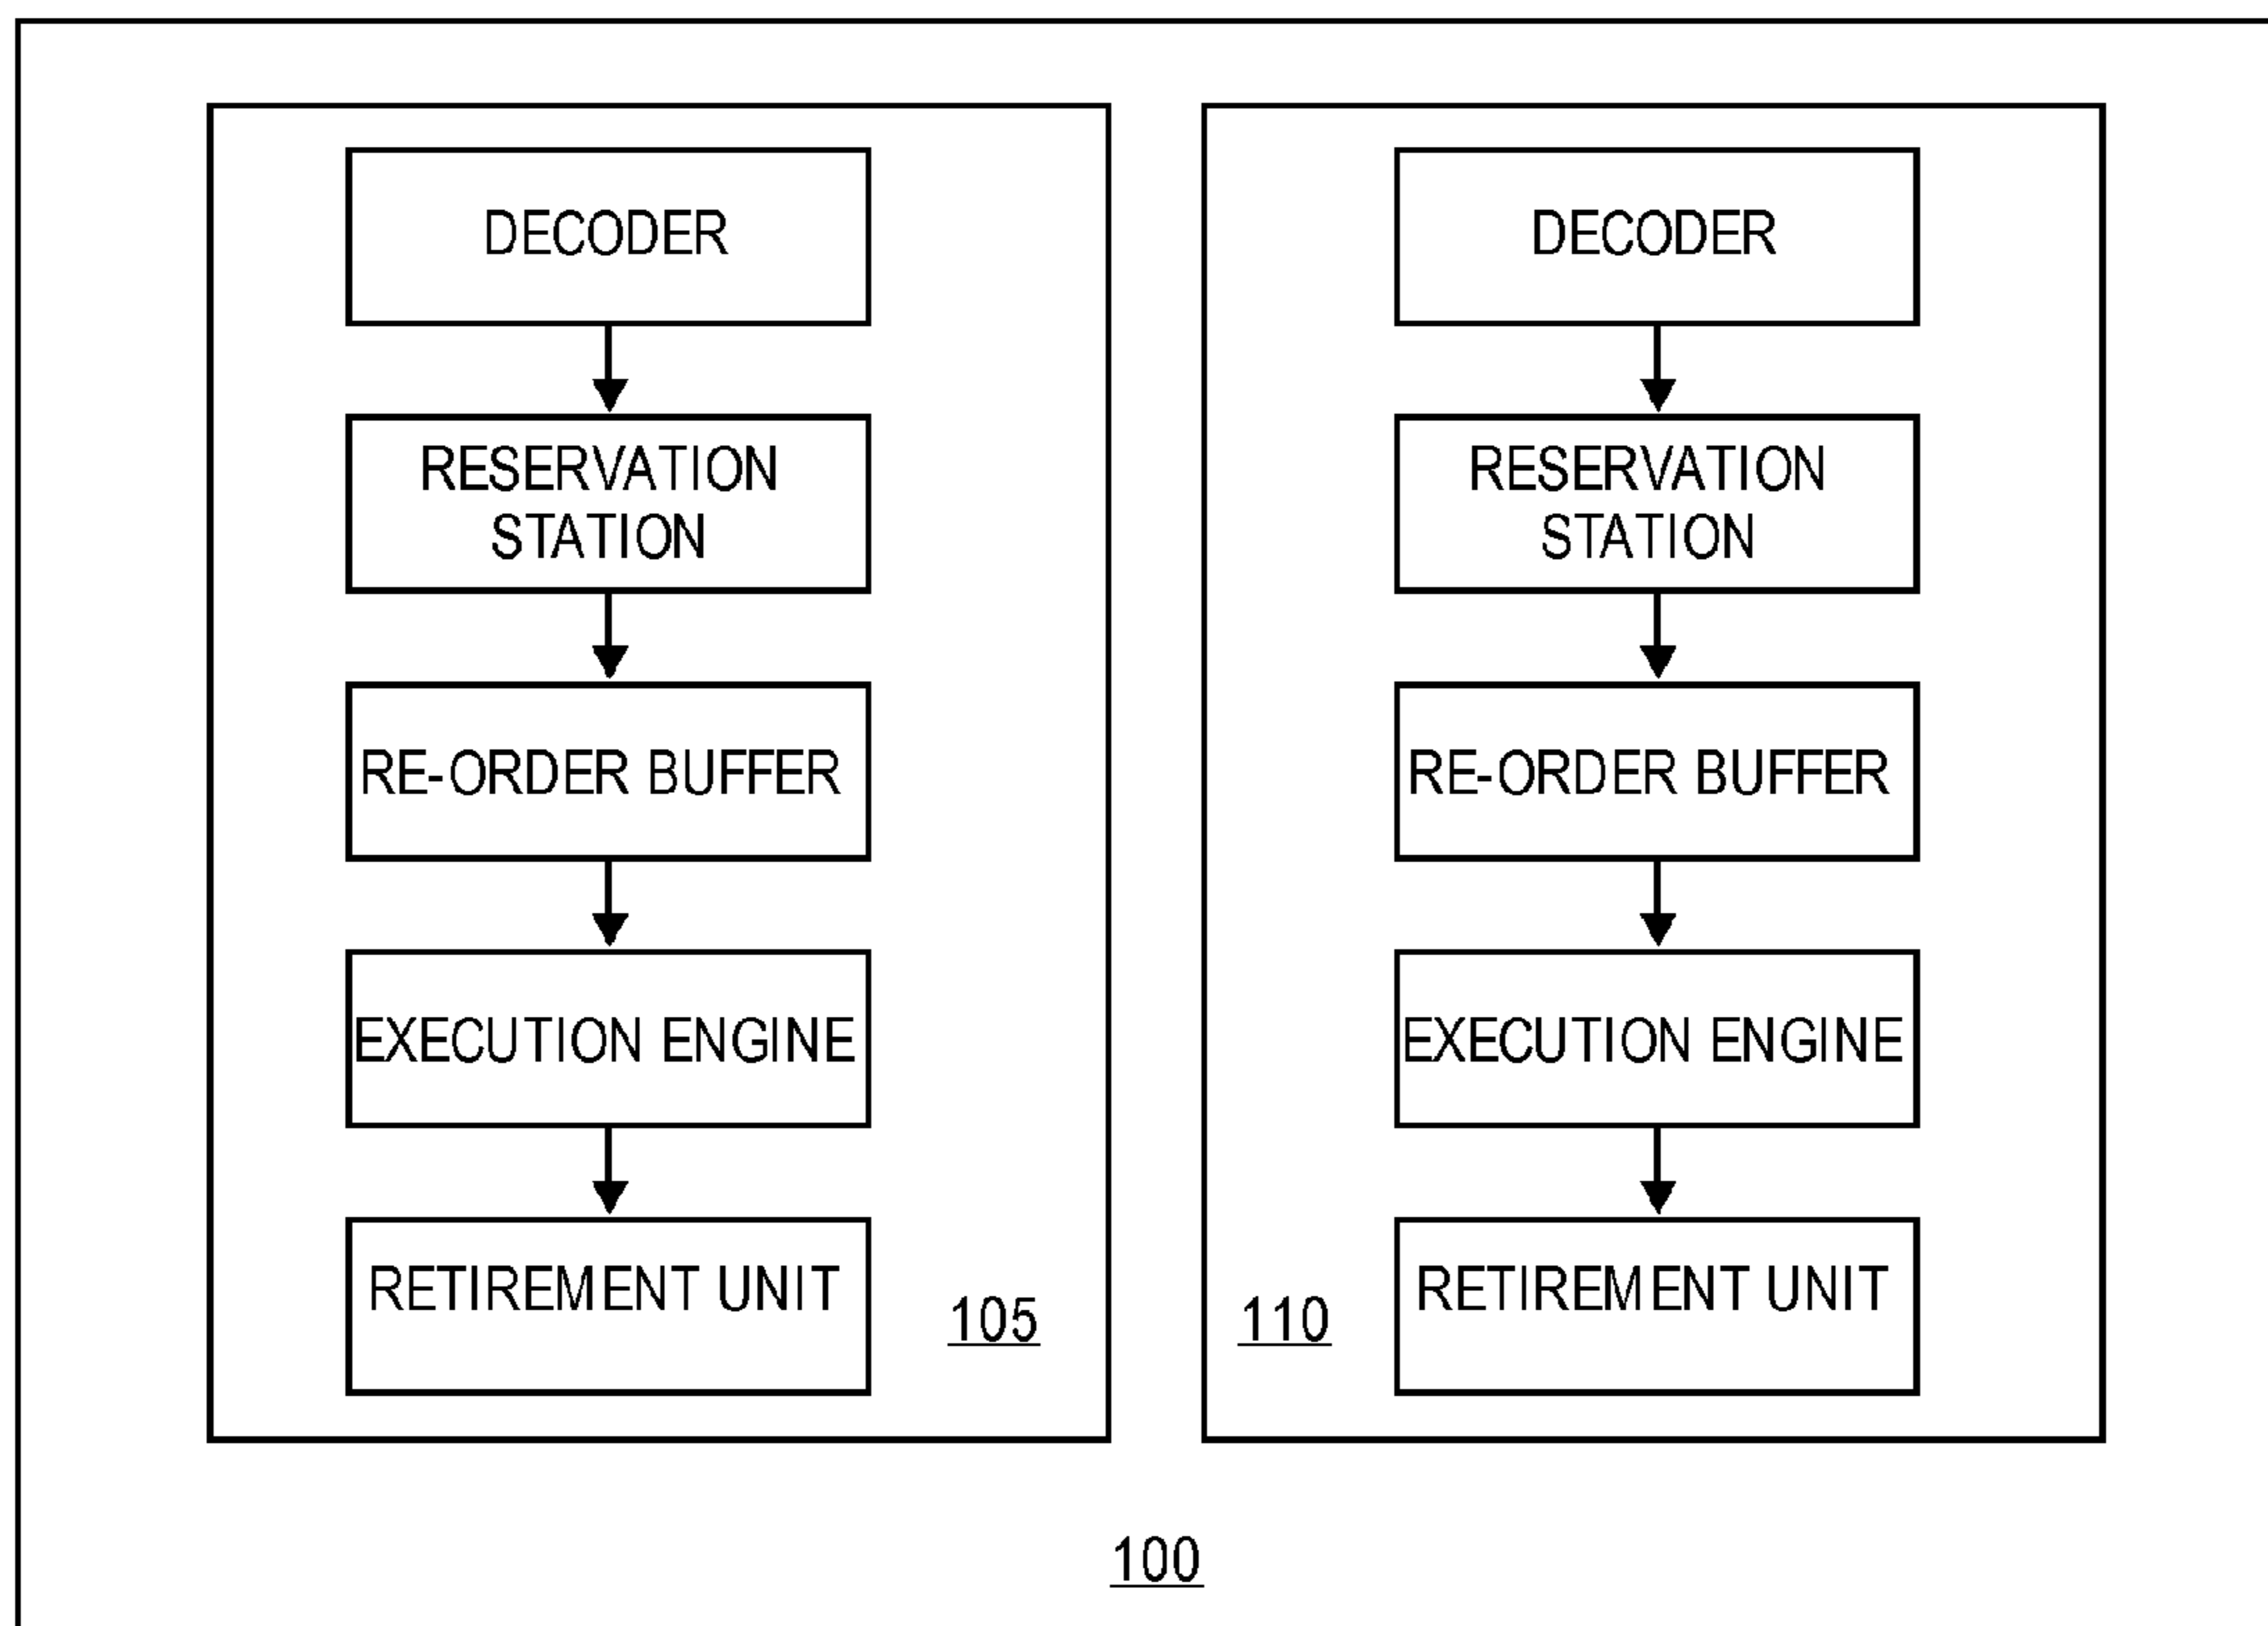 DECODER
RESERVATION
STATION
RE-ORDER BUFFER
EXECUTION ENGINE
RETIREMENT UNIT
105
DECODER
RESERVATION
STATION
RE-ORDER BUFFER
EXECUTION ENGINE
RETIREMENT UNIT
110
100